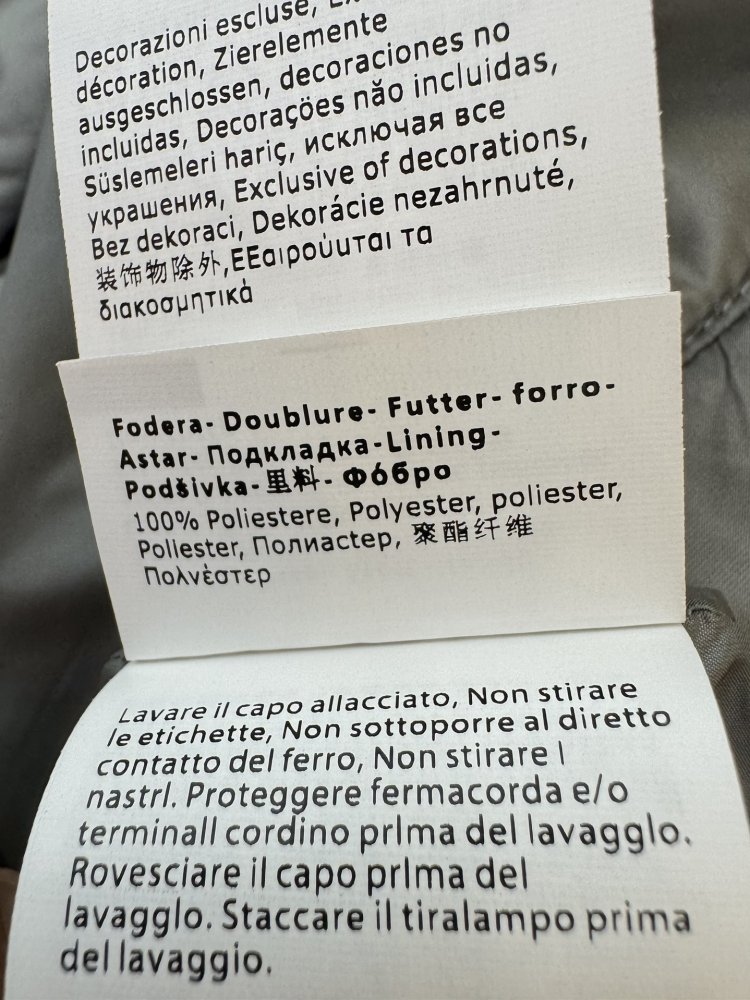 Decorazioni escluse,
décoration, Zierelemente
ausgeschlossen, decoraciones no
incluidas, Decoraçöes nāo incluidas,
Süslemeleri hariç, исключая все
украшения, Exclusive of decorations,
Bez dekoraci, Dekorácie nezahrnuté,
装饰物除外,EEαιρούυται τα
διακοσμητικά
Fodera- Doublure- Futter- forro-
Astar- Подкладка-Lining-
Podšivka-里料- Φόδρο
100% Poliestere, Polyester, poliester,
Pollester, Полиастер, 聚酯纤维
Πολνέστερ
Lavare il capo allacciato, Non stirare
le etichette, Non sottoporre al diretto
contatto del ferro, Non stirare l
nastrl. Proteggere fermacorda e/o
terminall cordino prlma del lavagglo.
Rovesciare il capo prlma del
lavagglo. Staccare il tiralampo prima
del lavaggio.